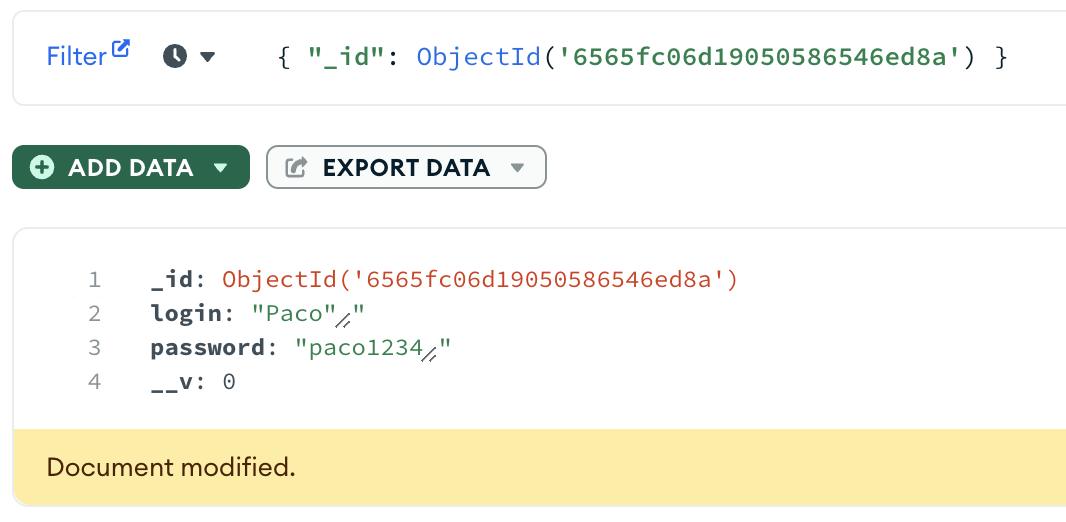 Filter { "_id": ObjectId('6565fc06d19050586546ed8a') }
ADD DATA EXPORT DATA
1 _id: ObjectId('6565fc06d19050586546ed8a')
2 login: "Paco""
3 password: "paco1234"
4 __v: 0
Document modified.